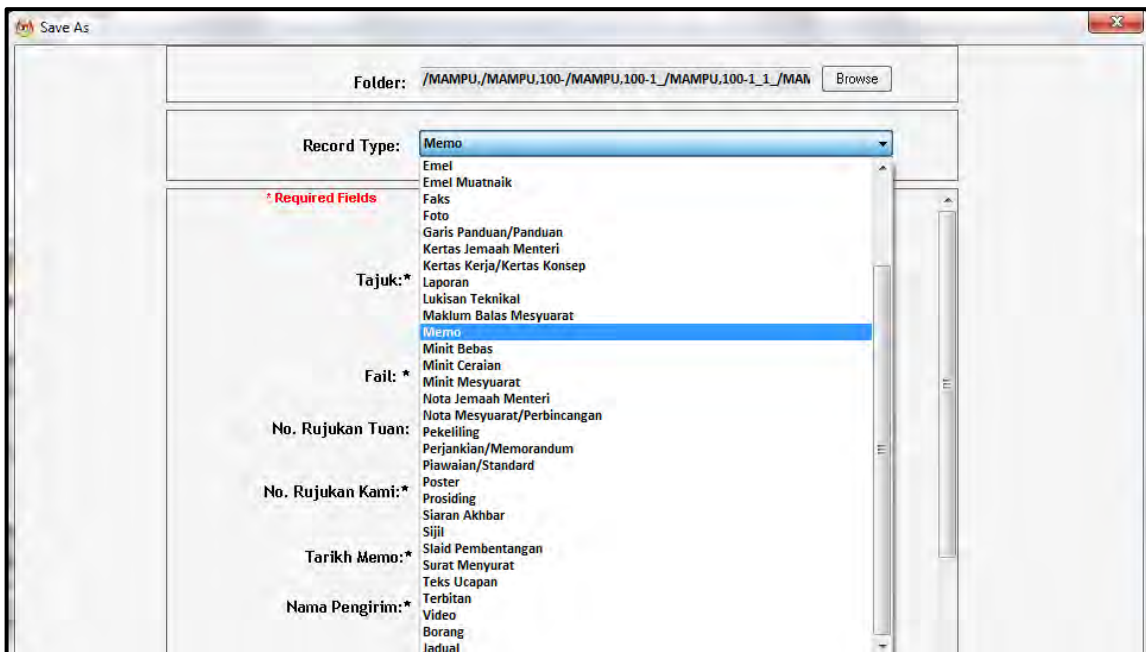 Save As
Folder: /MAMPU,/MAMPU,100-/MAMPU,100-1_/MAMPU,100-1_1_/MAM Browse
Record Type: Memo
Emel
Emel Muatnaik
* Required Fields
Faks
Foto
Garis Panduan/Panduan
Kertas Jemaah Menteri
Kertas Kerja/Kertas Konsep
Tajuk:*
Laporan
Lukisan Teknikal
Maklum Balas Mesyuarat
Memo
Minit Bebas
Minit Ceraian
Fail: *
Minit Mesyuarat
Nota Jemaah Menteri
Nota Mesyuarat/Perbincangan
No. Rujukan Tuan:
Pekeliling
Perjankian/Memorandum
Piawaian/Standard
Poster
No. Rujukan Kami:*
Prosiding
Siaran Akhbar
Sijil
Slaid Pembentangan
Tarikh Memo:*
Surat Menyurat
Teks Ucapan
Terbitan
Nama Pengirim:*
Video
Borang
Jadual